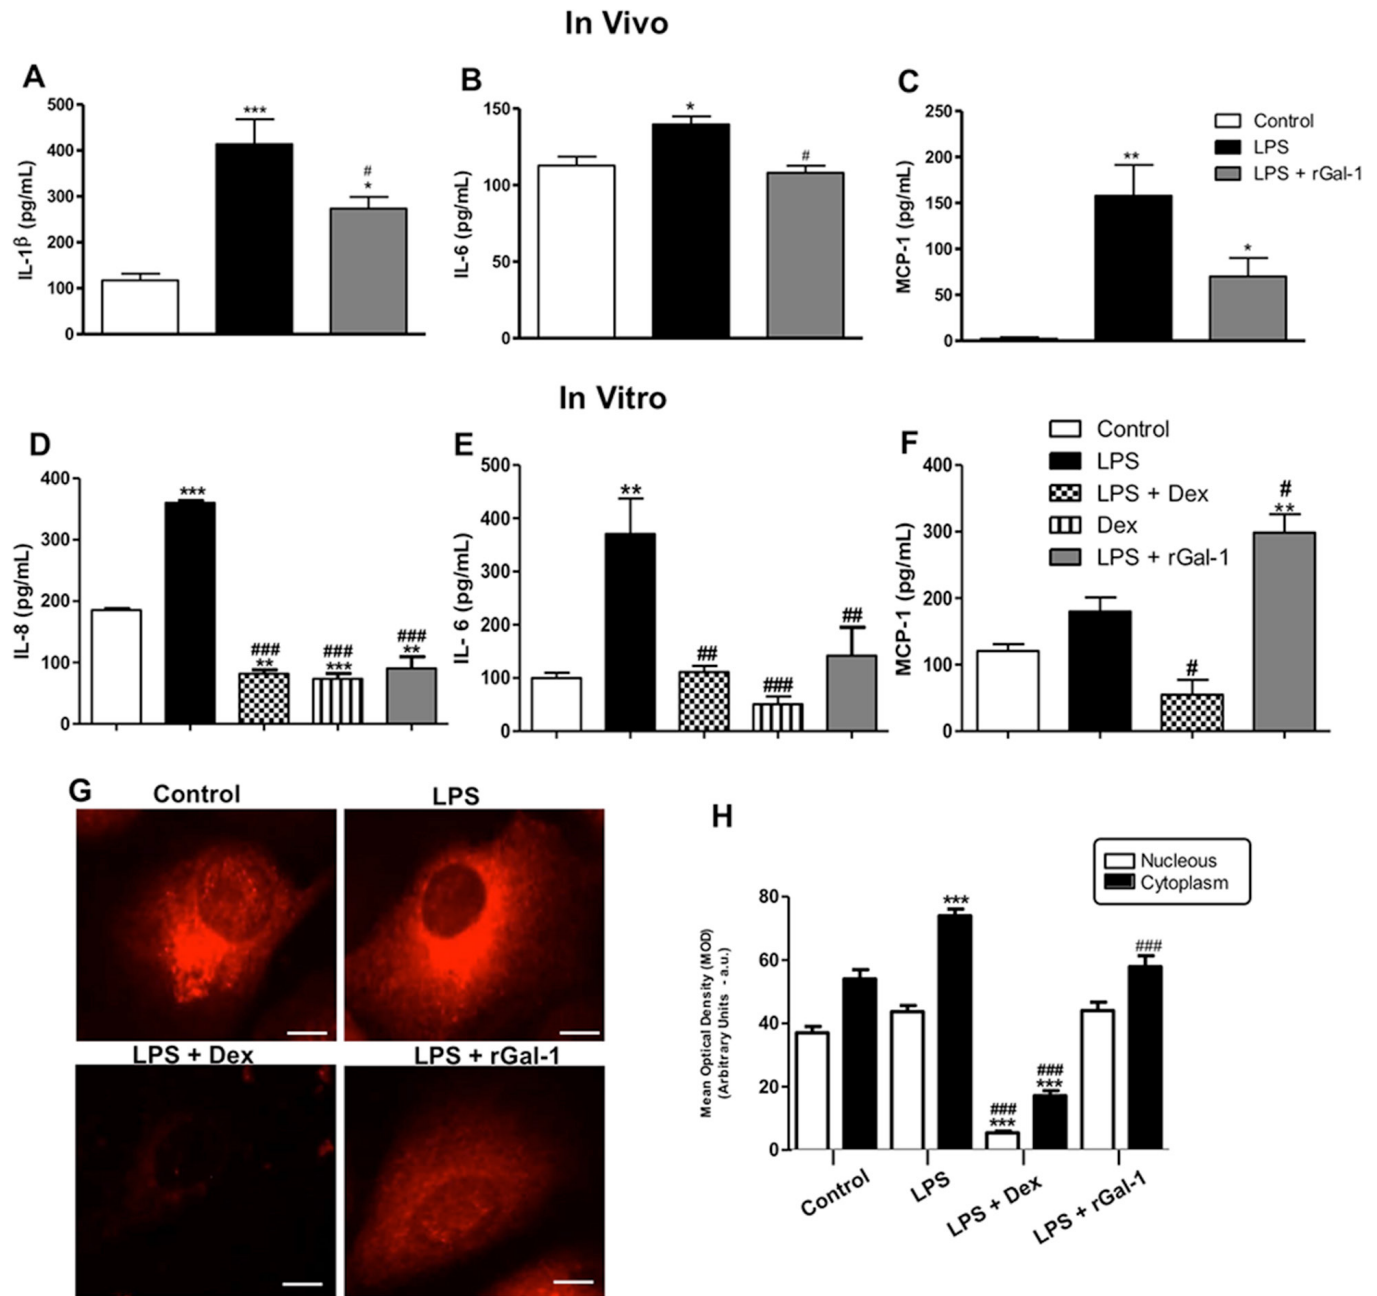 In Vivo
A
500
400
300
200
100
0
IL-1β (pg/mL)
***
#
*
B
150
100
50
0
IL-6 (pg/mL)
*
#
C
250
200
150
100
50
0
MCP-1 (pg/mL)
**
*
Control
LPS
LPS + rGal-1
In Vitro
D
400
300
200
100
0
IL-8 (pg/mL)
***
###
**
###
***
###
**
E
500
400
300
200
100
0
IL- 6 (pg/mL)
**
##
###
##
F
400
300
200
100
0
MCP-1 (pg/mL)
#
#
**
Control
LPS
LPS + Dex
Dex
LPS + rGal-1
G
Control
LPS
LPS + Dex
LPS + rGal-1
H
Nucleous
Cytoplasm
80
60
40
20
0
Mean Optical Density (MOD)
(Arbitrary Units - a.u.)
***
###
***
###
***
###
Control
LPS
LPS + Dex
LPS + rGal-1